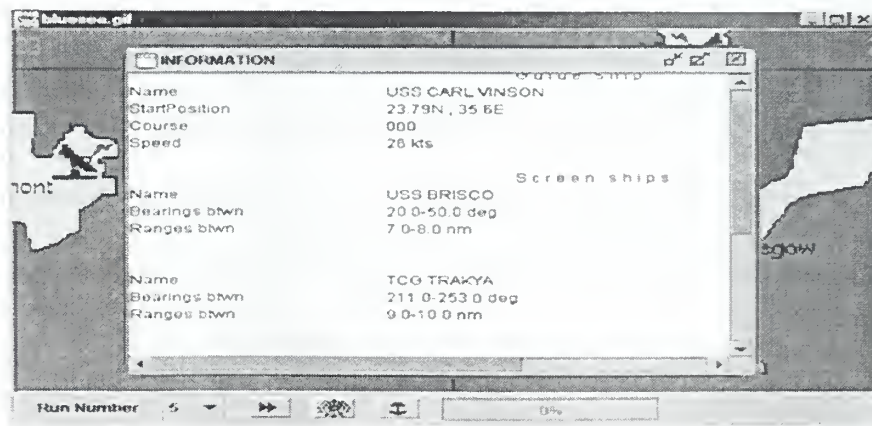 bluesea.gif
INFORMATION
Guide Ship
Name USS CARL VINSON
StartPosition 23.79N , 35.6E
Course 000
Speed 26 kts
Screen ships
Name USS BRISCO
Bearings btwn 20.0-50.0 deg
Ranges btwn 7.0-8.0 nm
Name TCG TRAKYA
Bearings btwn 211.0-253.0 deg
Ranges btwn 9.0-10.0 nm
mont
sgow
Run Number 5
0%